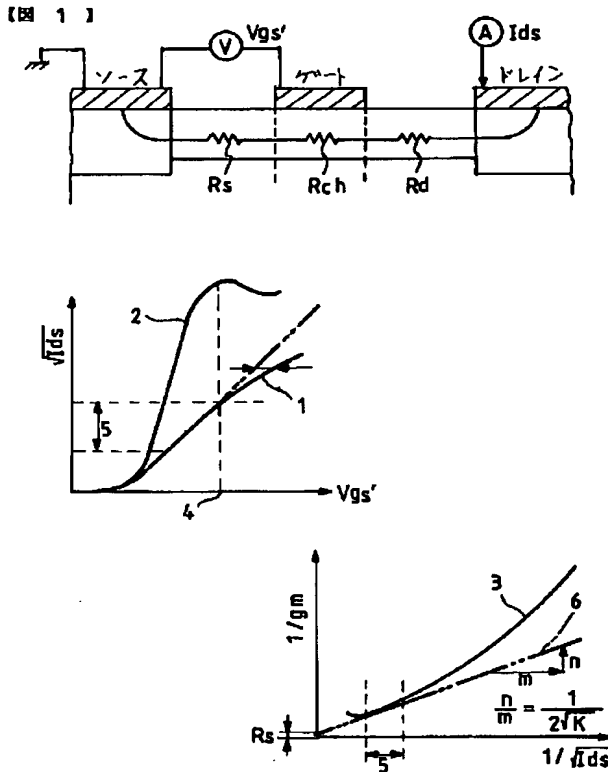 【図 1】
V Vgs' A Ids
ソース ゲート ドレイン
Rs Rch Rd
√Ids
2
5
1
4
Vgs'
1/gm
3
6
n
m
n/m = 1/2√K
Rs
5
1/√Ids